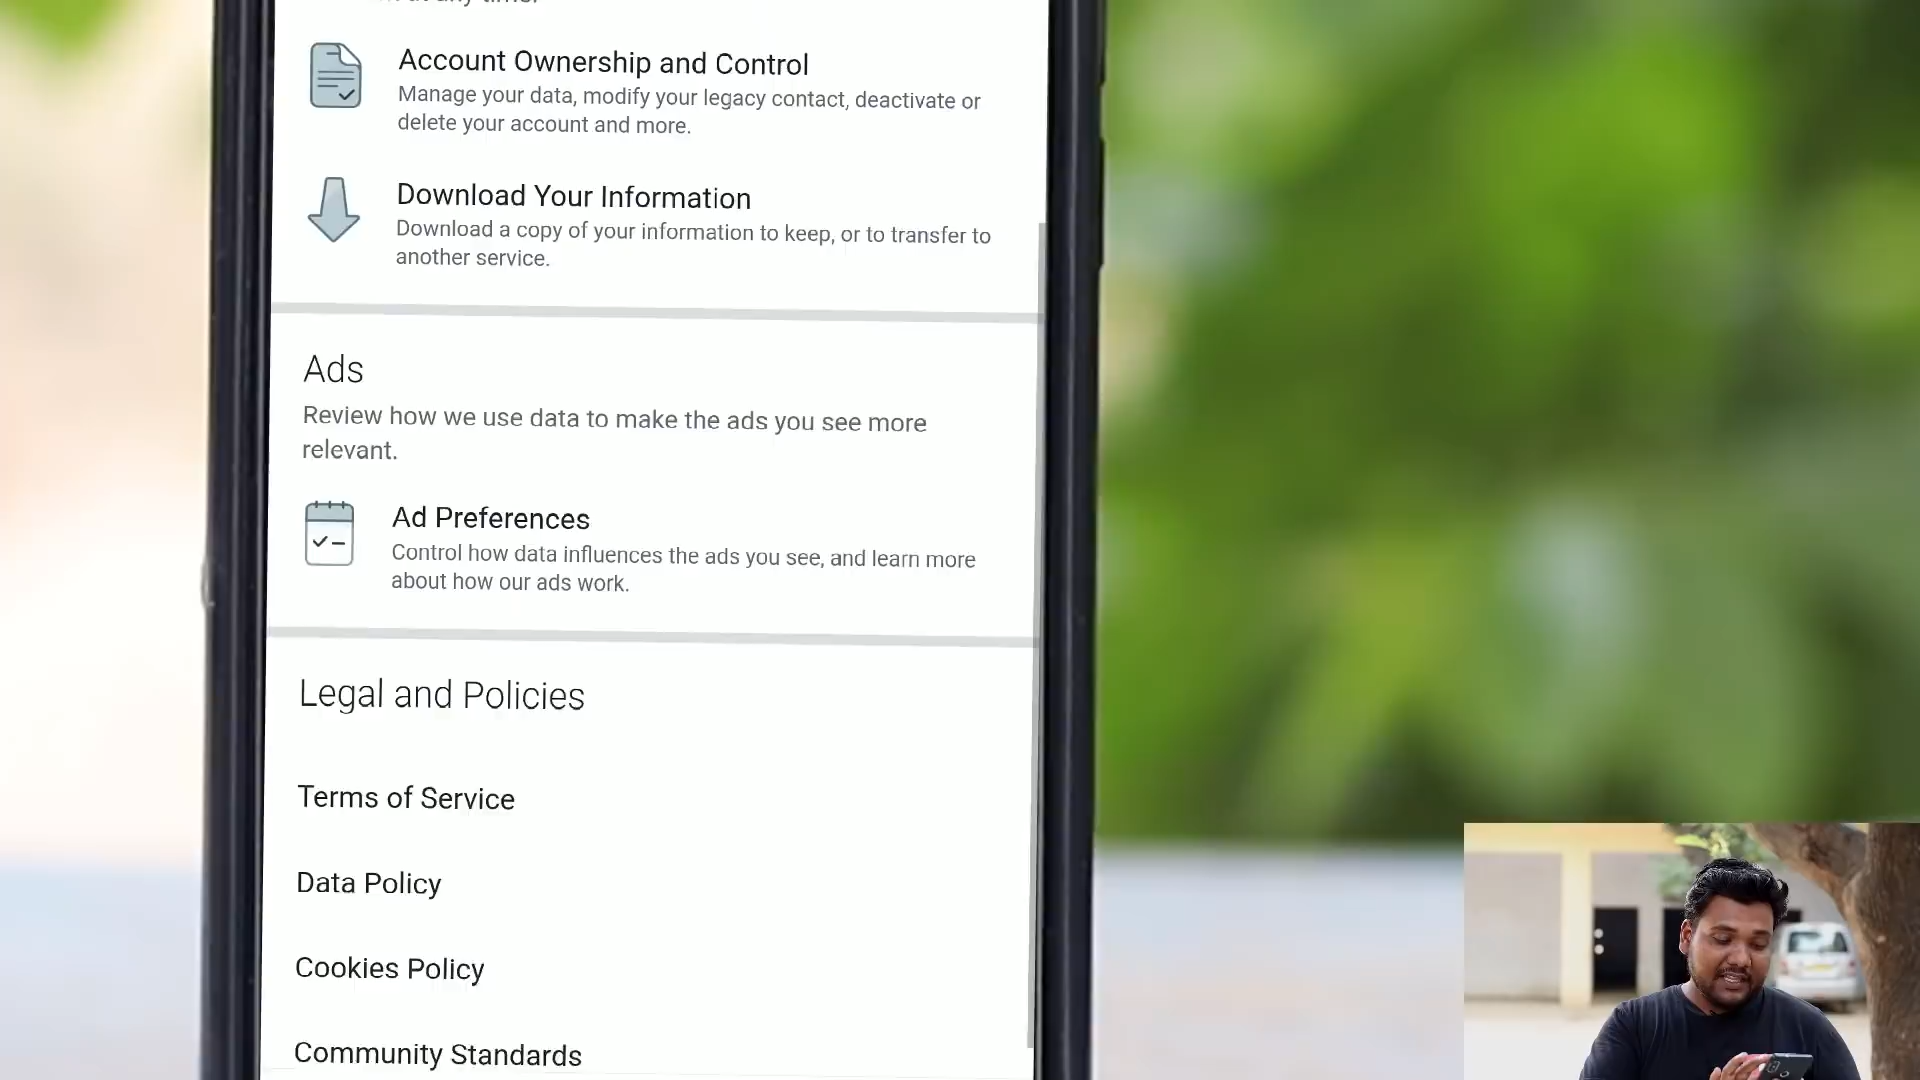 at any time.
Account Ownership and Control
Manage your data, modify your legacy contact, deactivate or
delete your account and more.
Download Your Information
Download a copy of your information to keep, or to transfer to
another service.
Ads
Review how we use data to make the ads you see more
relevant.
Ad Preferences
Control how data influences the ads you see, and learn more
about how our ads work.
Legal and Policies
Terms of Service
Data Policy
Cookies Policy
Community Standards